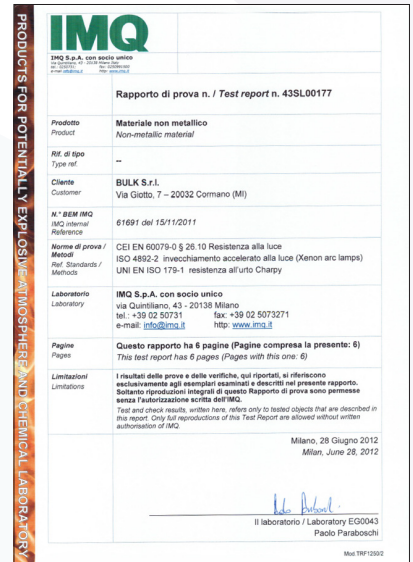 PRODUCTS FOR POTENTIALLY EXPLOSIVE ATMOSPHERE AND CHEMICAL LABORATORY
IMQ
IMQ S.p.A. con socio unico
Via Quintiliano, 43 - 20138 Milano Italy
Rapporto di prova n. / Test report n. 43SL00177
Prodotto
Product
Materiale non metallico
Non-metallic material
Rif. di tipo
Type ref.
--
Cliente
Customer
BULK S.r.l.
Via Giotto, 7 – 20032 Cormano (MI)
N.° BEM IMQ
IMQ internal
Reference
61691 del 15/11/2011
Norme di prova /
Metodi
Ref. Standards /
Methods
CEI EN 60079-0 § 26.10 Resistenza alla luce
ISO 4892-2 invecchiamento accelerato alla luce (Xenon arc lamps)
UNI EN ISO 179-1 resistenza all'urto Charpy
Laboratorio
Laboratory
IMQ S.p.A. con socio unico
via Quintiliano, 43 - 20138 Milano
tel.: +39 02 50731 fax: +39 02 5073271
e-mail: info@imq.it http: www.imq.it
Pagine
Pages
Questo rapporto ha 6 pagine (Pagine compresa la presente: 6)
This test report has 6 pages (Pages with this one: 6)
Limitazioni
Limitations
I risultati delle prove e delle verifiche, qui riportati, si riferiscono
esclusivamente agli esemplari esaminati e descritti nel presente rapporto.
Soltanto riproduzioni integrali di questo Rapporto di prova sono permesse
senza l'autorizzazione scritta dell'IMQ.
Test and check results, written here, refers only to tested objects that are described in
this report. Only full reproductions of this Test Report are allowed without written
authorisation of IMQ.
Milano, 28 Giugno 2012
Milan, June 28, 2012
Il laboratorio / Laboratory EG0043
Paolo Paraboschi
Mod.TRF1250/2